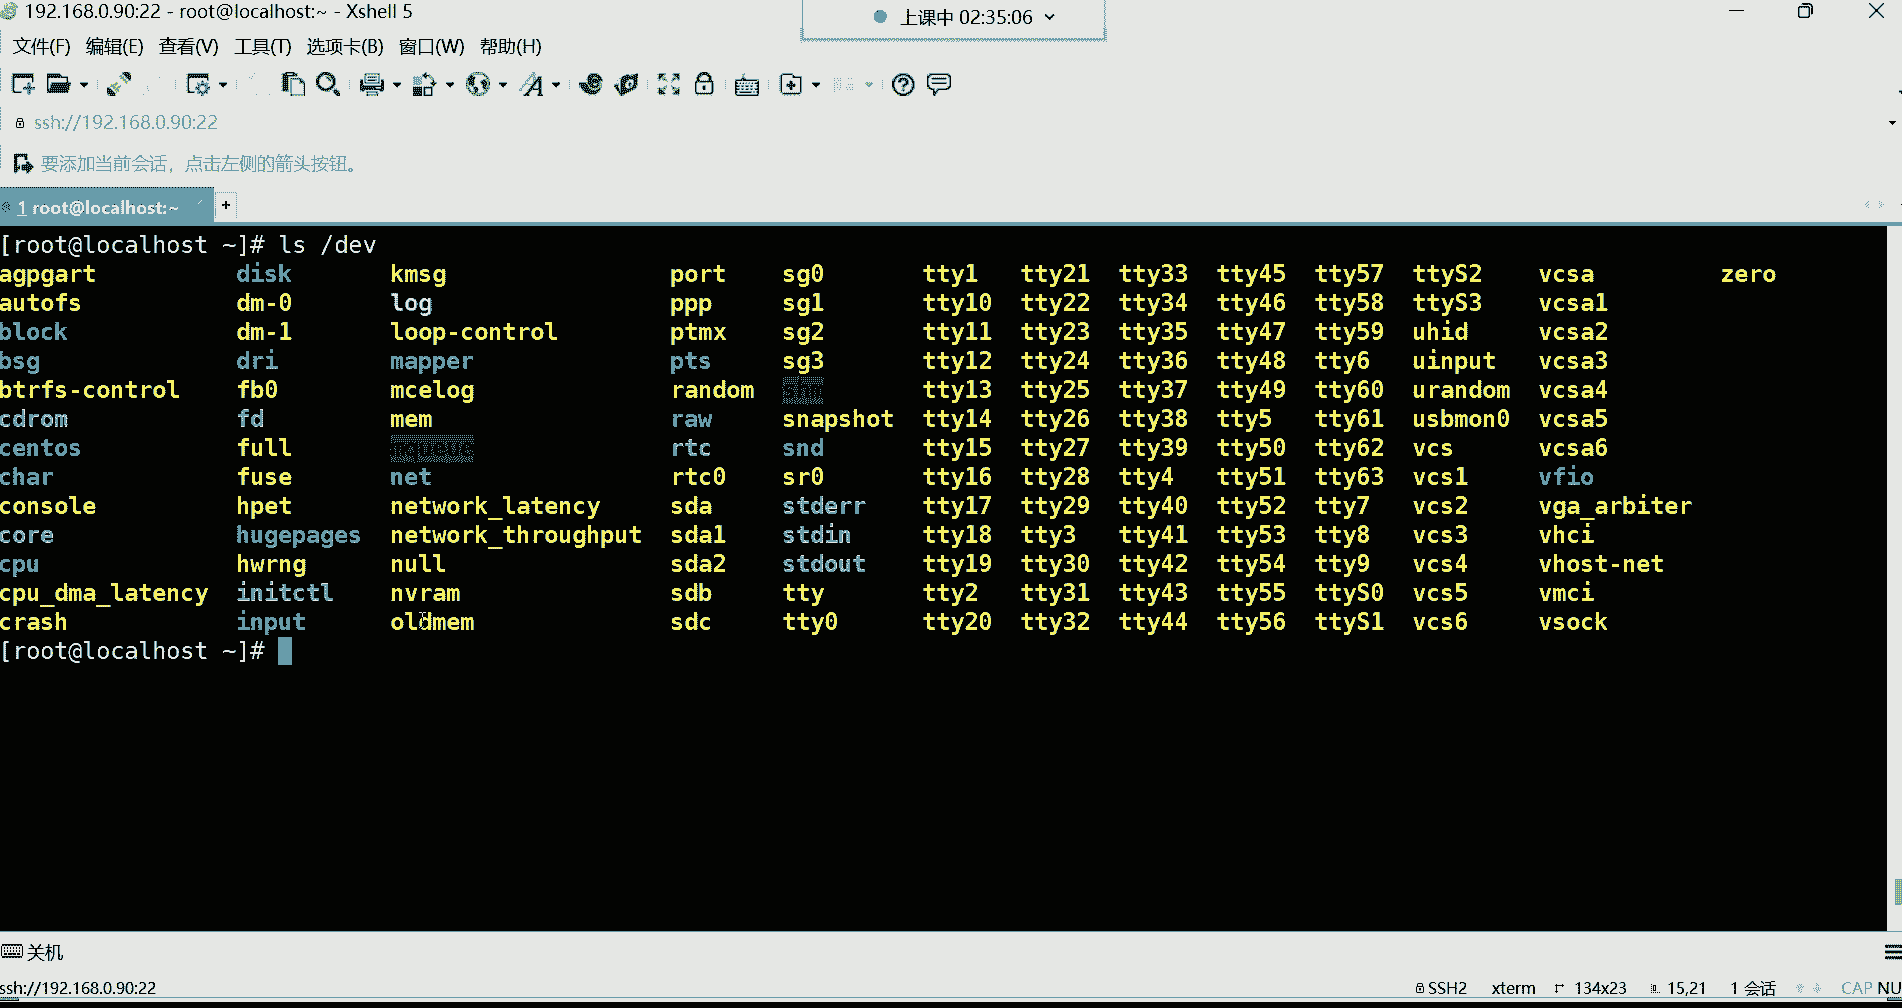 192.168.0.90:22 - root@localhost:~ - Xshell 5
上课中 02:35:06
文件(F) 编辑(E) 查看(V) 工具(T) 选项卡(B) 窗口(W) 帮助(H)
ssh://192.168.0.90:22
要添加当前会话，点击左侧的箭头按钮。
1 root@localhost:~ +
[root@localhost ~]# ls /dev
agpgart disk kmsg port sg0 tty1 tty21 tty33 tty45 tty57 ttyS2 vcsa zero
autofs dm-0 log ppp sg1 tty10 tty22 tty34 tty46 tty58 ttyS3 vcsa1
block dm-1 loop-control ptmx sg2 tty11 tty23 tty35 tty47 tty59 uhid vcsa2
bsg dri mapper pts sg3 tty12 tty24 tty36 tty48 tty6 uinput vcsa3
btrfs-control fb0 mcelog random shm tty13 tty25 tty37 tty49 tty60 urandom vcsa4
cdrom fd mem raw snapshot tty14 tty26 tty38 tty5 tty61 usbmon0 vcsa5
centos full mqueue rtc snd tty15 tty27 tty39 tty50 tty62 vcs vcsa6
char fuse net rtc0 sr0 tty16 tty28 tty4 tty51 tty63 vcs1 vfio
console hpet network_latency sda stderr tty17 tty29 tty40 tty52 tty7 vcs2 vga_arbiter
core hugepages network_throughput sda1 stdin tty18 tty3 tty41 tty53 tty8 vcs3 vhci
cpu hwrng null sda2 stdout tty19 tty30 tty42 tty54 tty9 vcs4 vhost-net
cpu_dma_latency initctl nvram sdb tty tty2 tty31 tty43 tty55 ttyS0 vcs5 vmci
crash input oldmem sdc tty0 tty20 tty32 tty44 tty56 ttyS1 vcs6 vsock
[root@localhost ~]#
关机
ssh://192.168.0.90:22 SSH2 xterm 134x23 15,21 1 会话 CAP NU